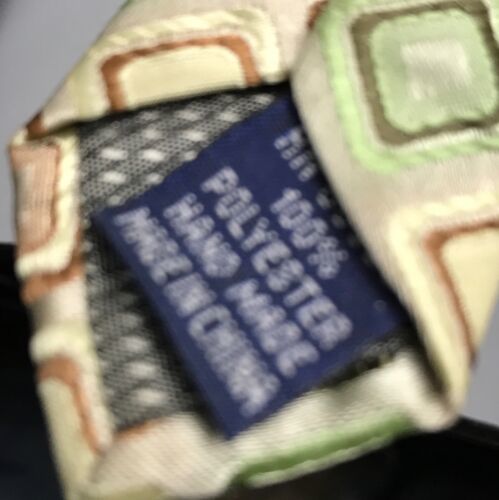 100%
POLYESTER
HAND MADE
MADE IN CHINA